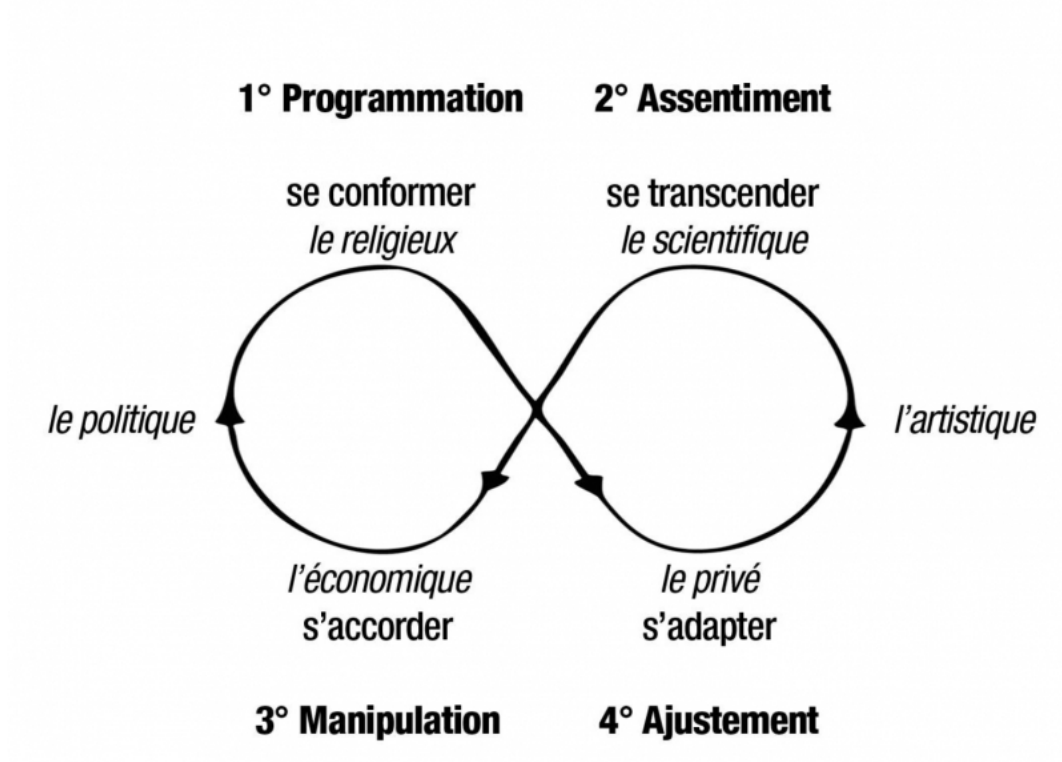 1° Programmation
2° Assentiment
se conformer
le religieux
se transcender
le scientifique
le politique
l’artistique
l’économique
s’accorder
le privé
s’adapter
3° Manipulation
4° Ajustement